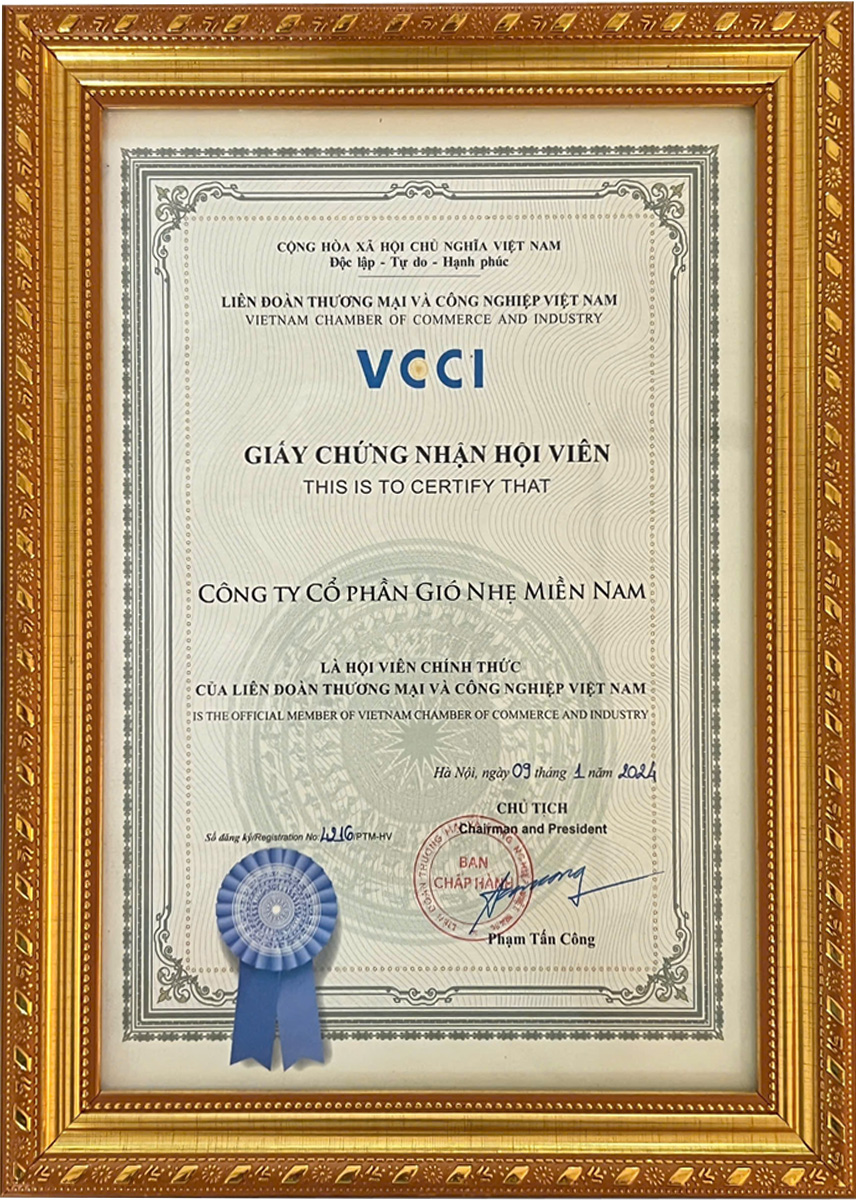 CỘNG HÒA XÃ HỘI CHỦ NGHĨA VIỆT NAM
Độc lập - Tự do - Hạnh phúc
LIÊN ĐOÀN THƯƠNG MẠI VÀ CÔNG NGHIỆP VIỆT NAM
VIETNAM CHAMBER OF COMMERCE AND INDUSTRY
VCCI
GIẤY CHỨNG NHẬN HỘI VIÊN
THIS IS TO CERTIFY THAT
CÔNG TY CỔ PHẦN GIÓ NHẸ MIỀN NAM
LÀ HỘI VIÊN CHÍNH THỨC
CỦA LIÊN ĐOÀN THƯƠNG MẠI VÀ CÔNG NGHIỆP VIỆT NAM
IS THE OFFICIAL MEMBER OF VIETNAM CHAMBER OF COMMERCE AND INDUSTRY
Hà Nội, ngày 09 tháng 1 năm 2024
CHỦ TỊCH
Chairman and President
Số đăng ký/Registration No: 4216/PTM-HV
BAN
CHẤP HÀNH
Phạm Tấn Công